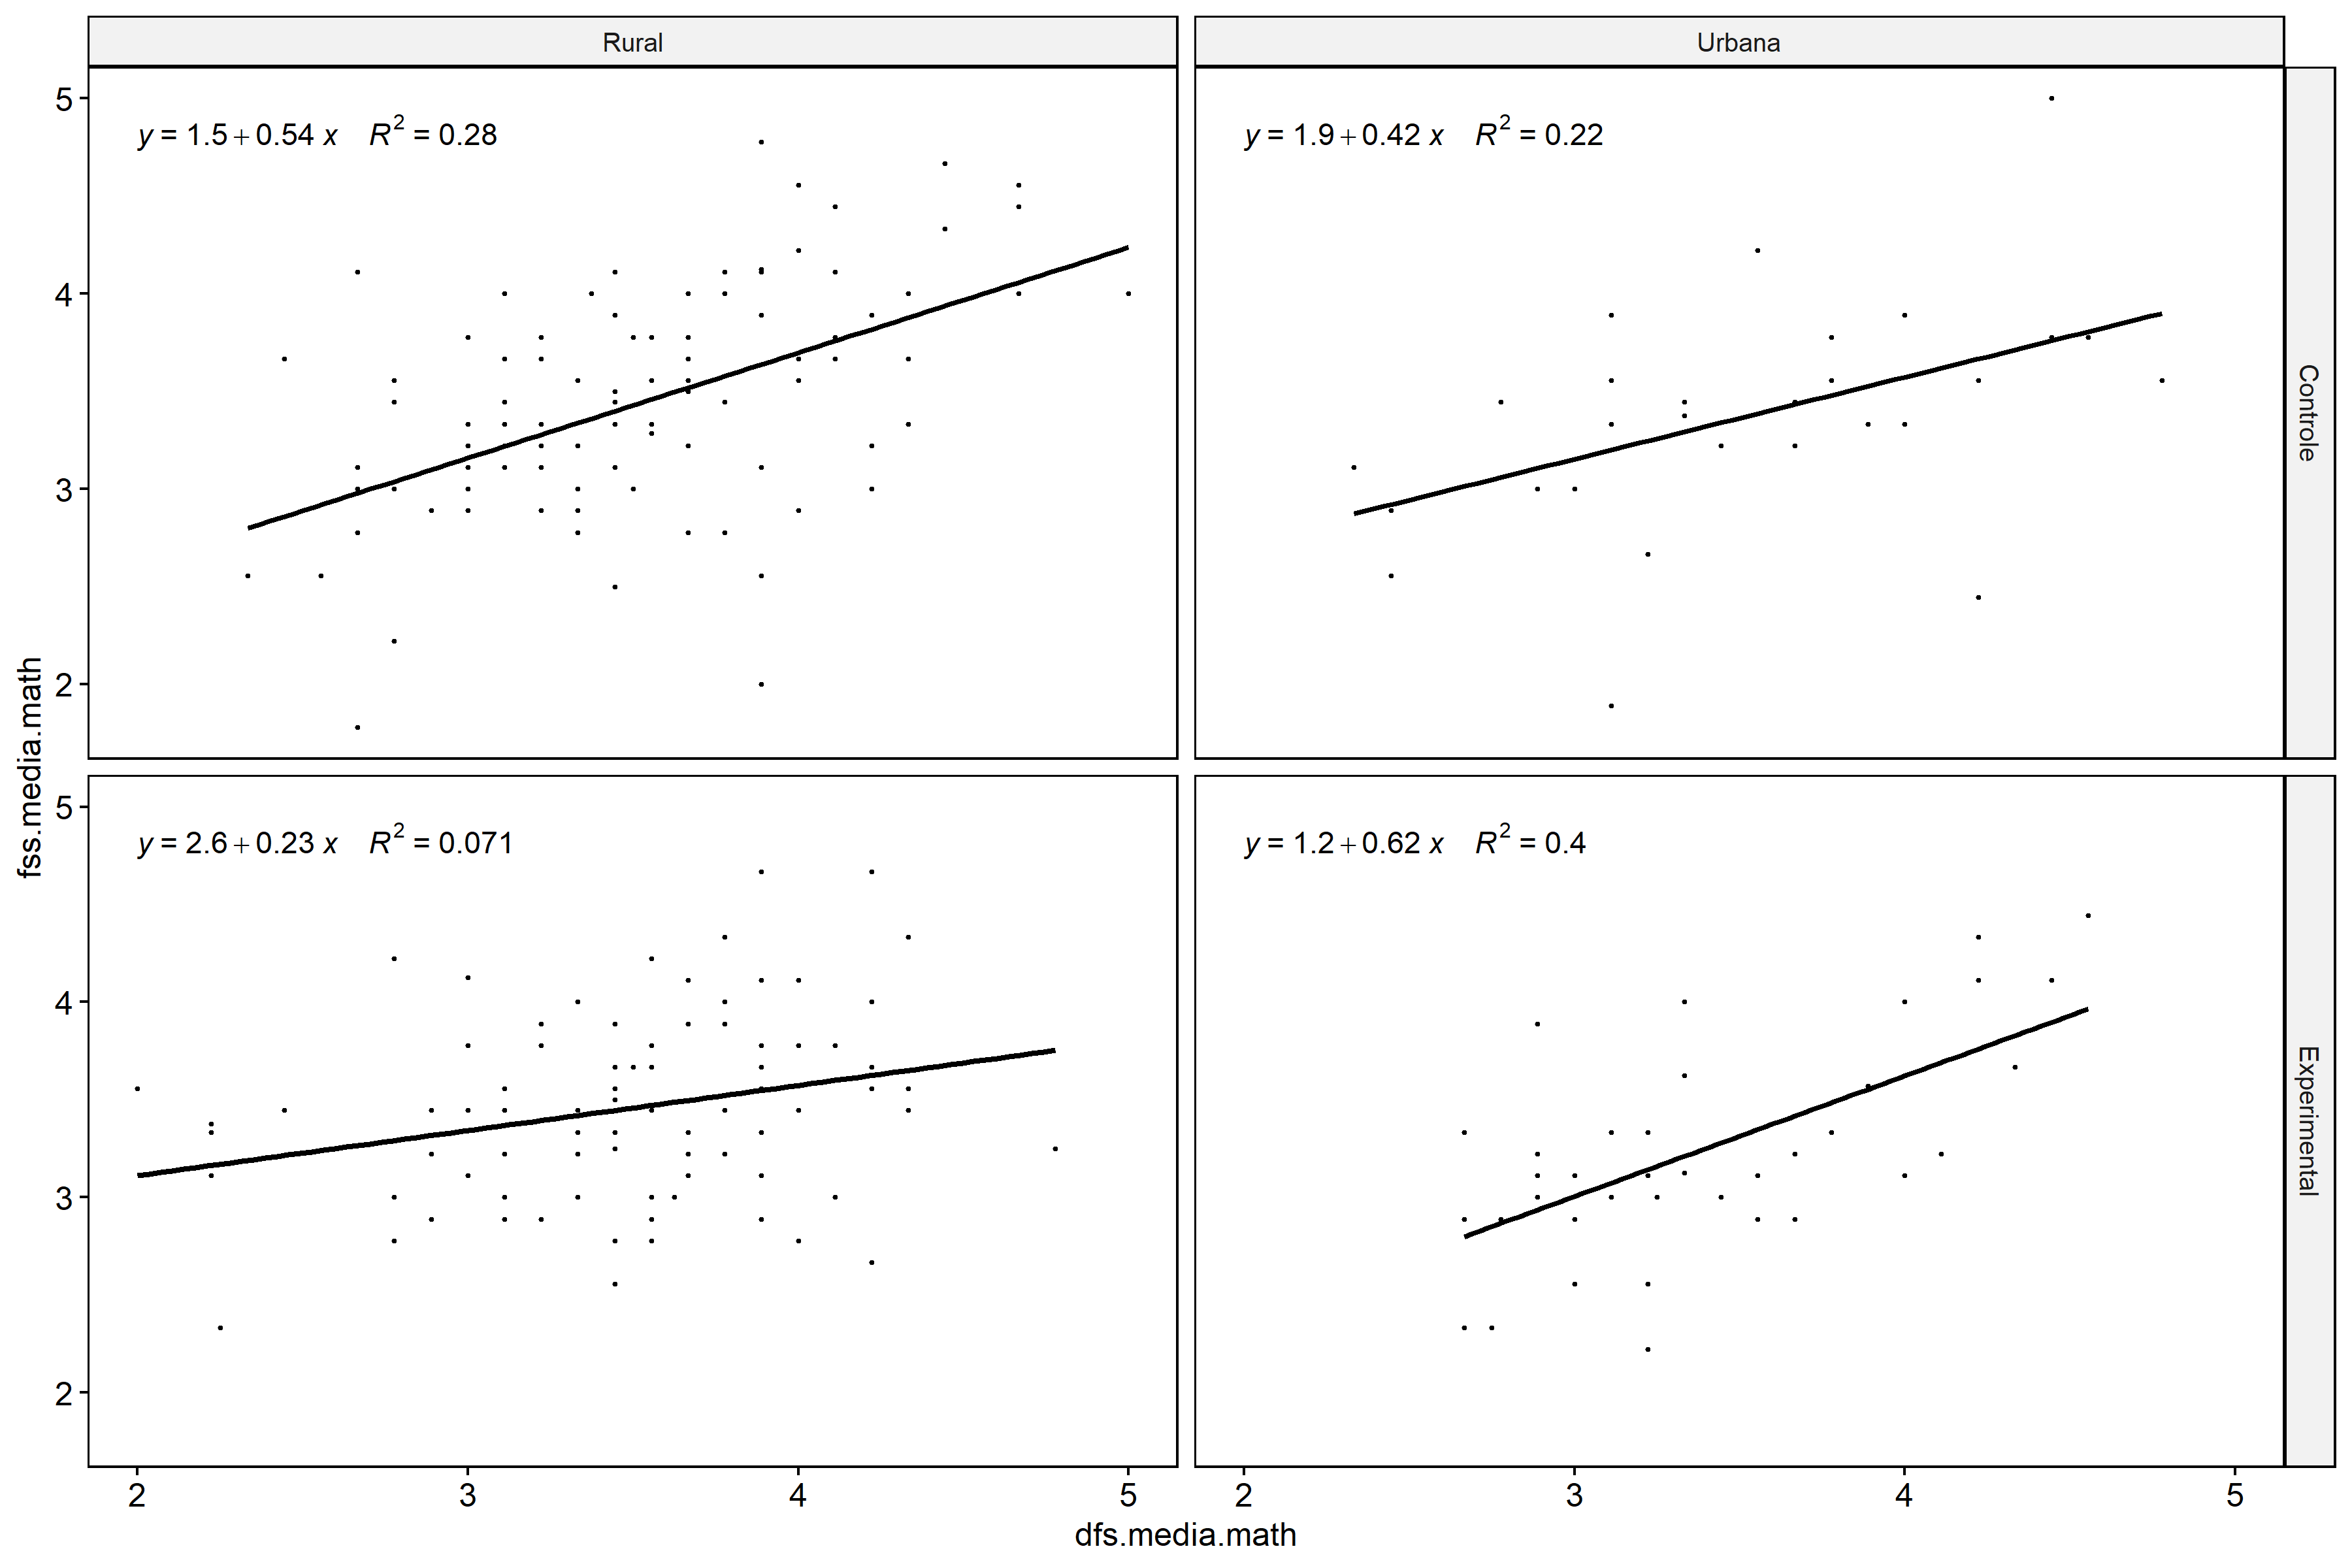 Rural
Urbana
5
y = 1.5 + 0.54 x R² = 0.28
y = 1.9 + 0.42 x R² = 0.22
4
3
2
Controle
fss.media.math
5
y = 2.6 + 0.23 x R² = 0.071
y = 1.2 + 0.62 x R² = 0.4
4
3
2
Experimental
2 3 4 5 2 3 4 5
dfs.media.math